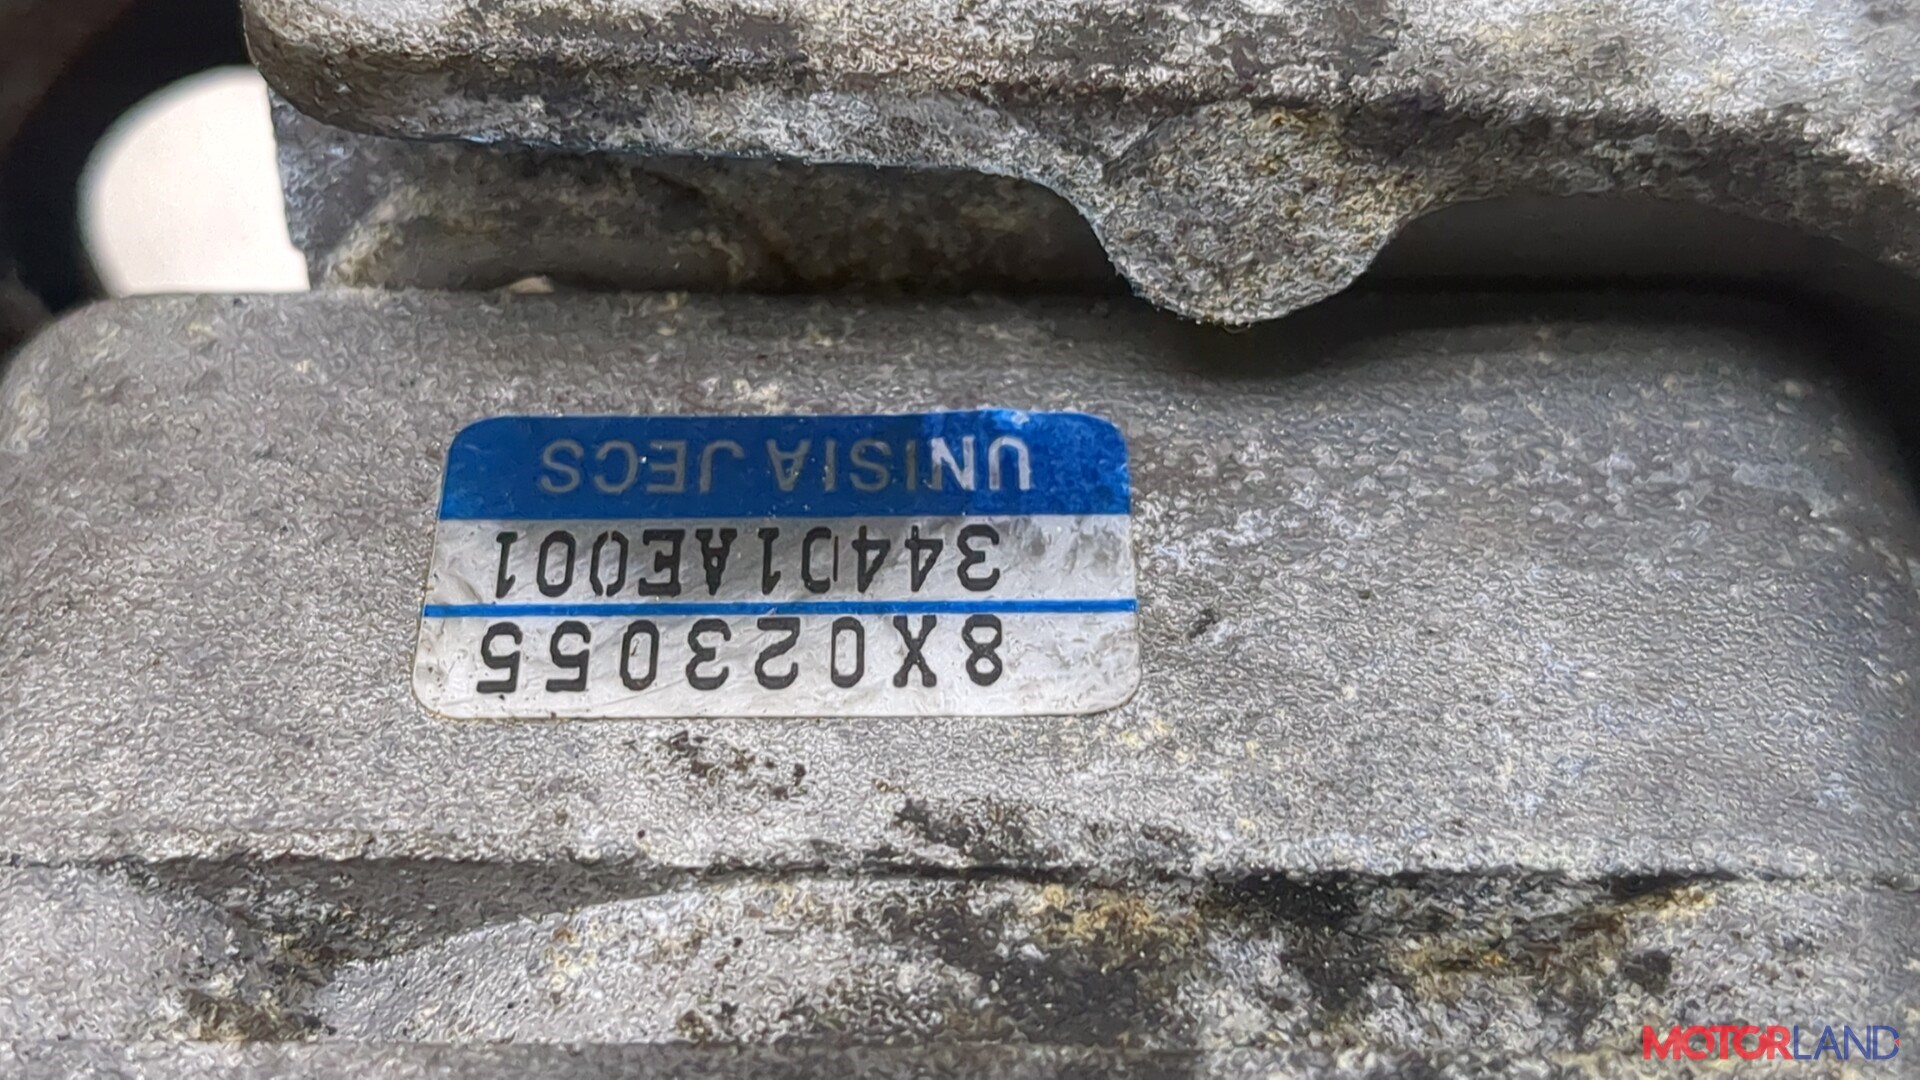 UNISIA JECS
34401AE001
8X023055
MOTORLAND